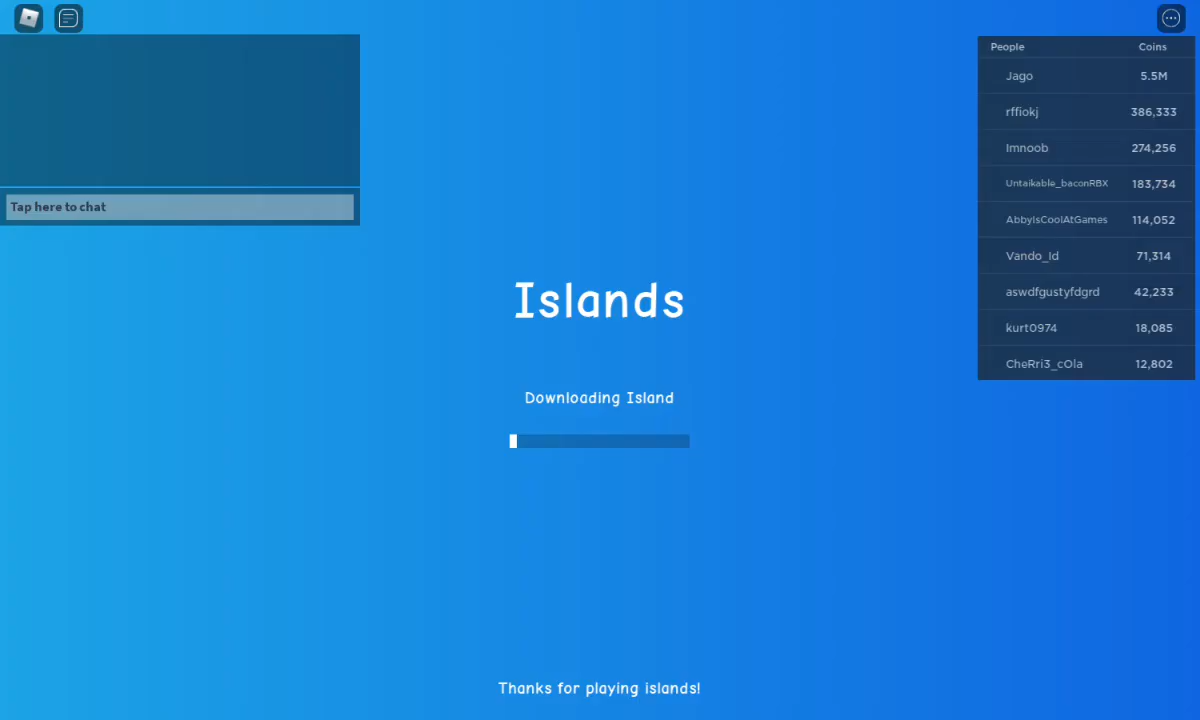 People Coins
Jago 5.5M
rffiokj 386,333
Imnoob 274,256
Untaikable_baconRBX 183,734
AbbyIsCoolAtGames 114,052
Vando_Id 71,314
aswdfgustyfdgrd 42,233
kurt0974 18,085
CheRri3_cOla 12,802
Tap here to chat
Islands
Downloading Island
Thanks for playing islands!